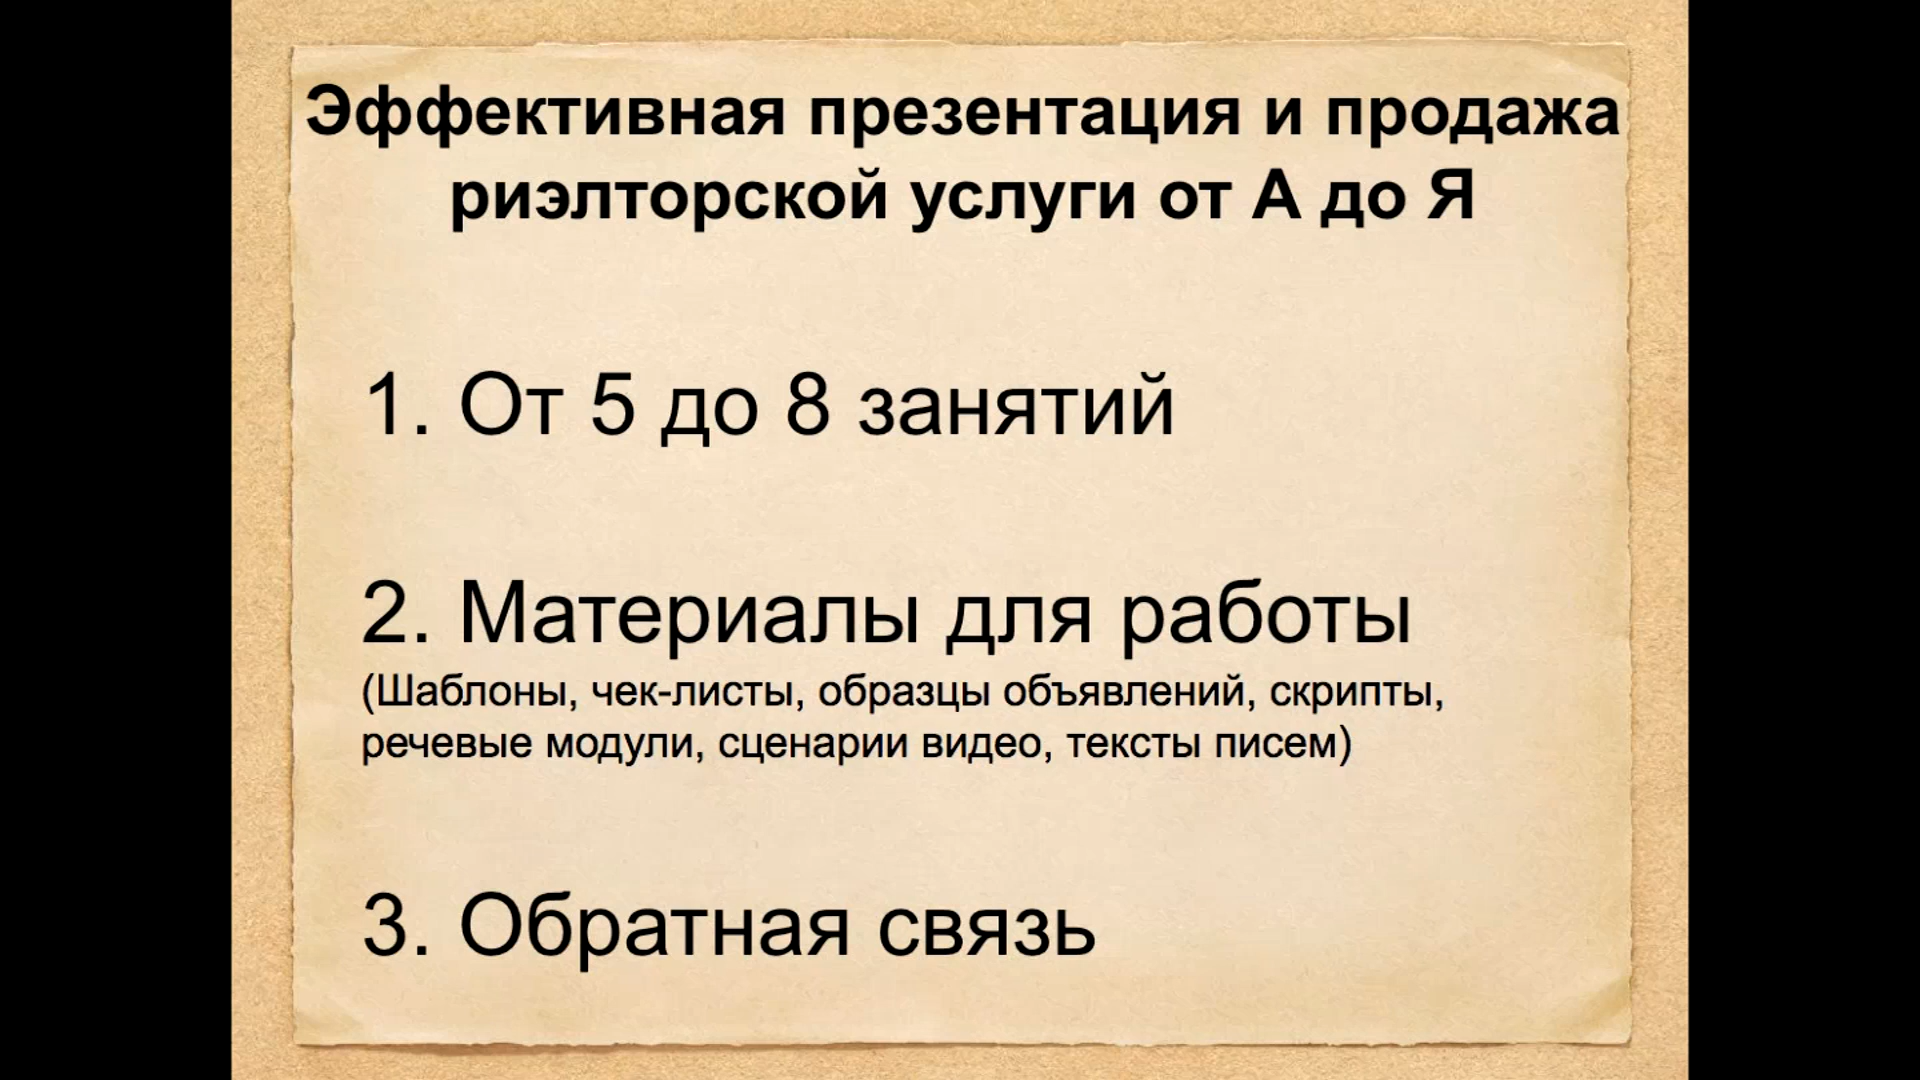 Эффективная презентация и продажа
риэлторской услуги от А до Я
1. От 5 до 8 занятий
2. Материалы для работы
(Шаблоны, чек-листы, образцы объявлений, скрипты,
речевые модули, сценарии видео, тексты писем)
3. Обратная связь